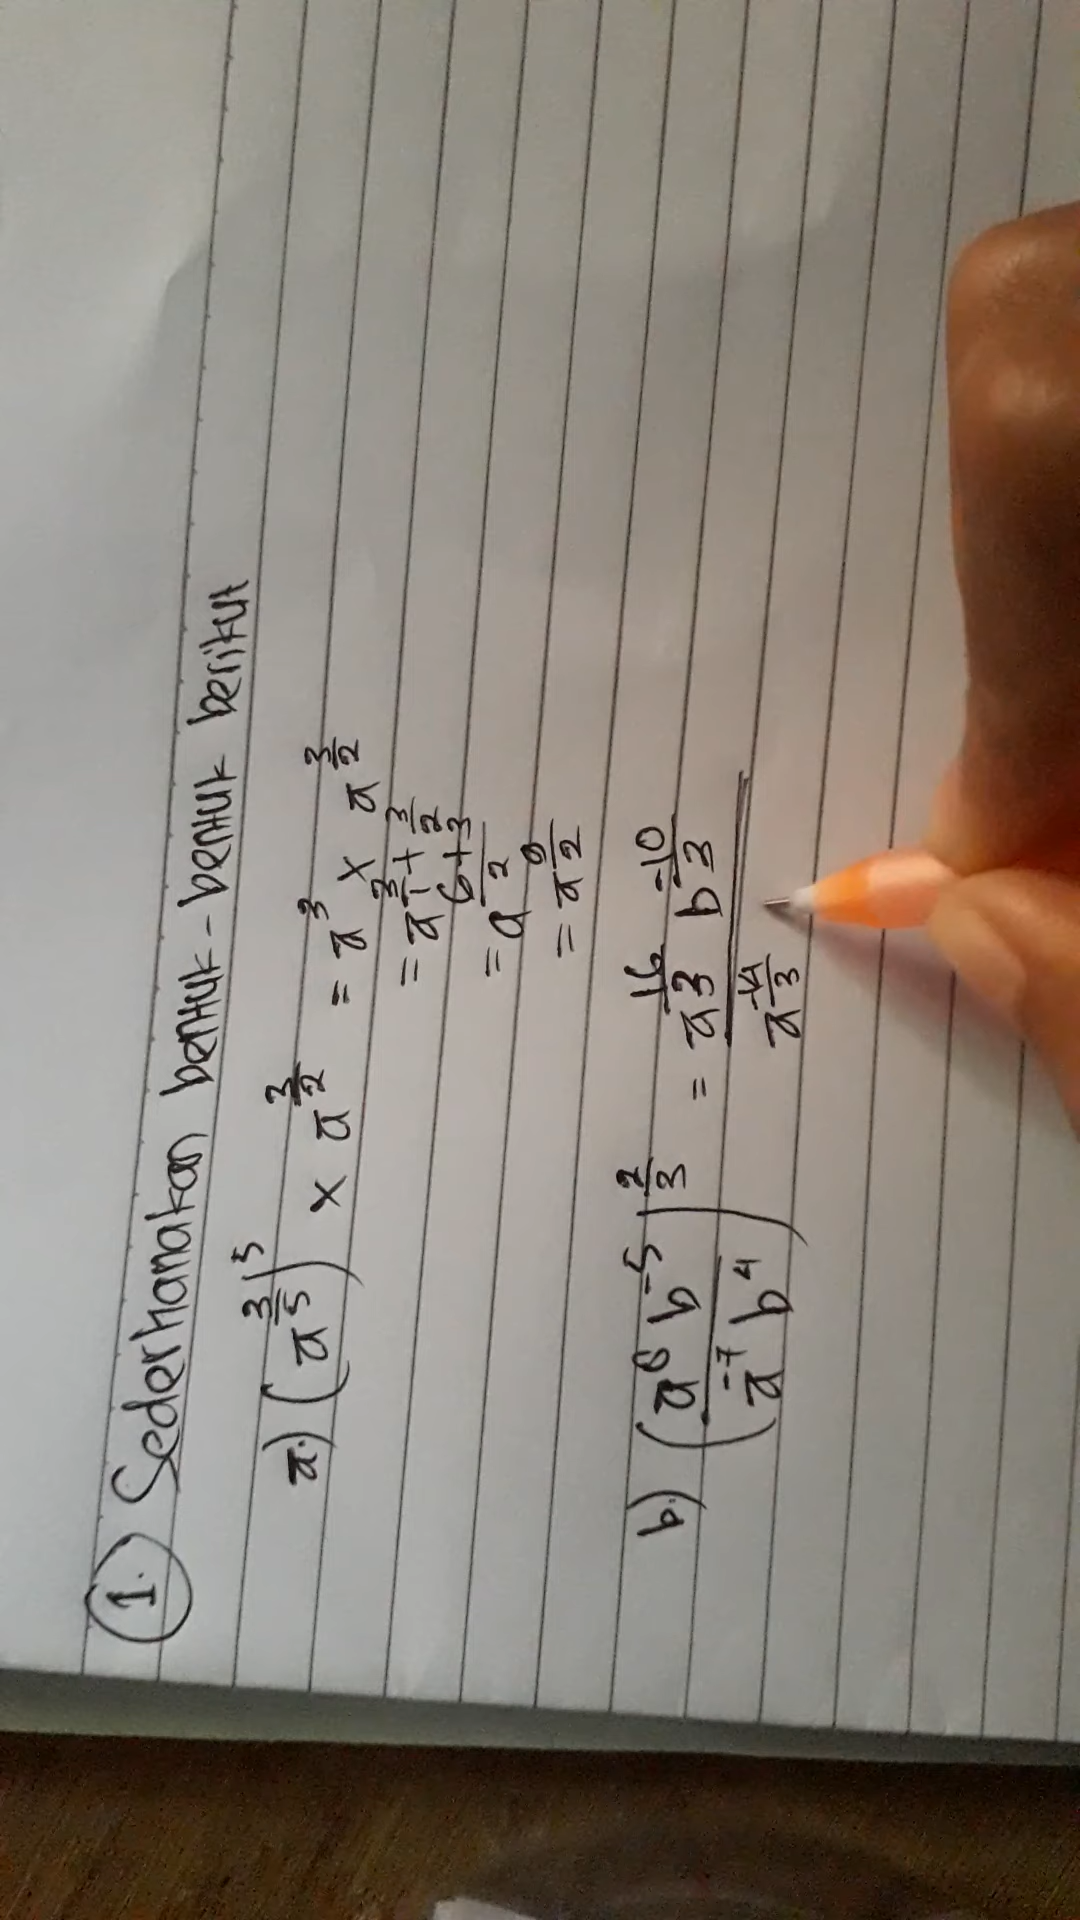 1. Sederhanakan bentuk-bentuk berikut
a.) (a^(3/5))^5 × a^(3/2) = a^3 × a^(3/2)
= a^(3/1 + 3/2)
= a^((6+3)/2)
= a^(9/2)
b.) ((a^8 b^-5)/(a^-7 b^4))^(2/3) = (a^(16/3) b^(-10/3))/(a^(-14/3))